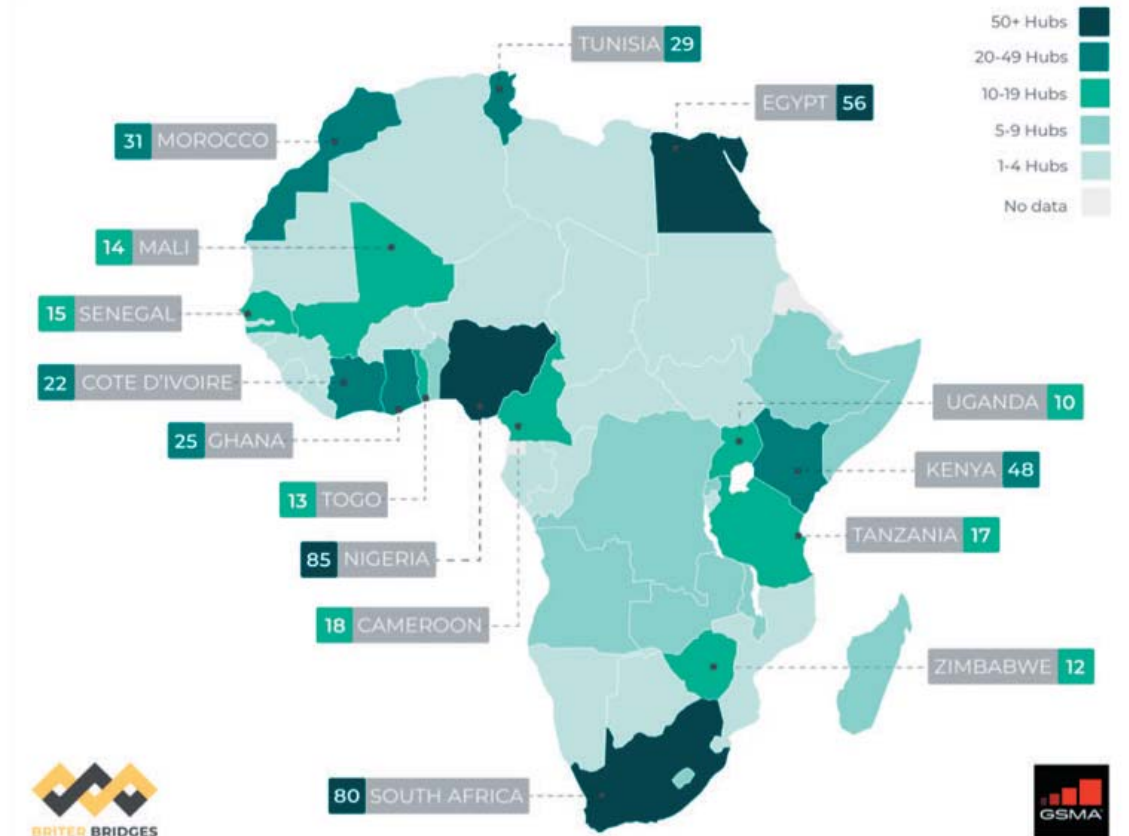 50+ Hubs
20-49 Hubs
10-19 Hubs
5-9 Hubs
1-4 Hubs
No data
TUNISIA 29
EGYPT 56
31 MOROCCO
14 MALI
15 SENEGAL
22 COTE D'IVOIRE
25 GHANA
13 TOGO
85 NIGERIA
18 CAMEROON
80 SOUTH AFRICA
UGANDA 10
KENYA 48
TANZANIA 17
ZIMBABWE 12
BRITER BRIDGES
GSMA